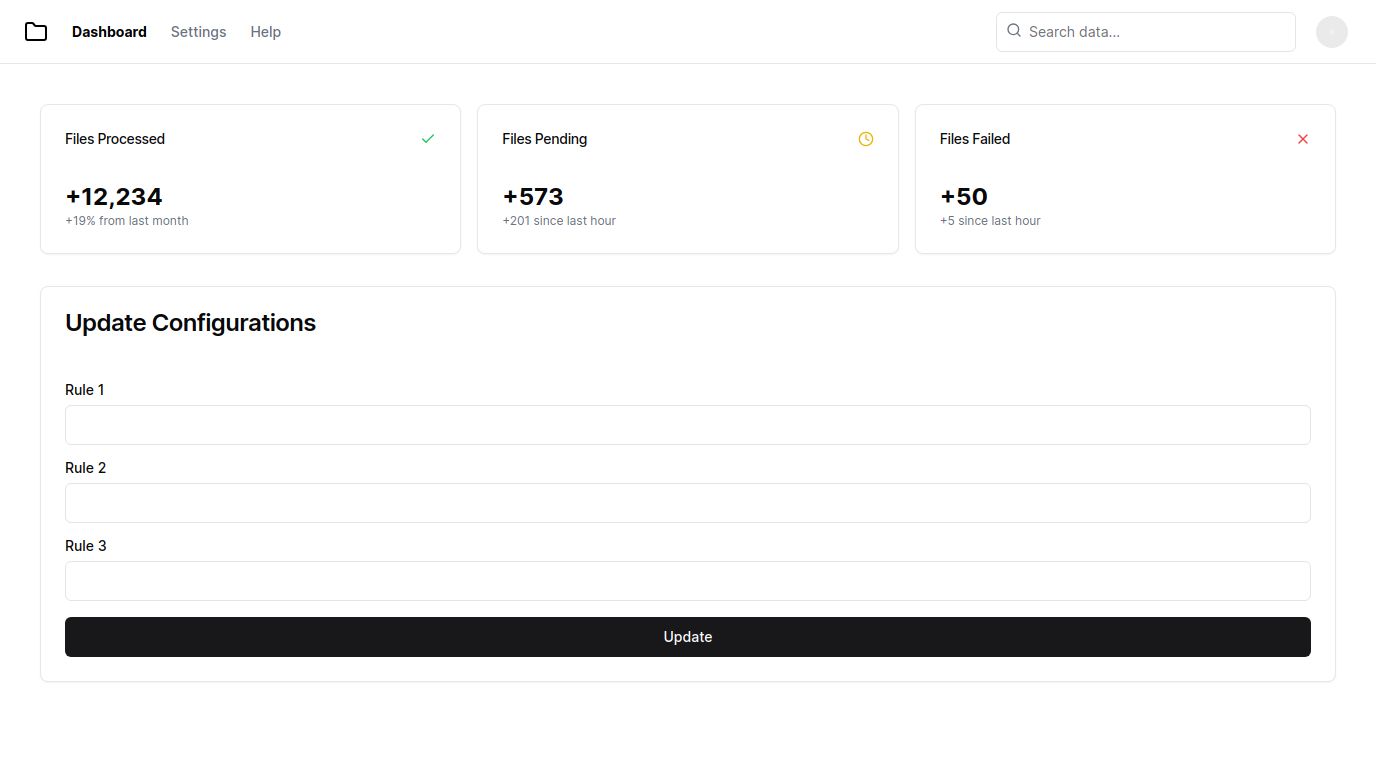 Dashboard Settings Help Search data...
Files Processed
+12,234
+19% from last month
Files Pending
+573
+201 since last hour
Files Failed
+50
+5 since last hour
Update Configurations
Rule 1
Rule 2
Rule 3
Update